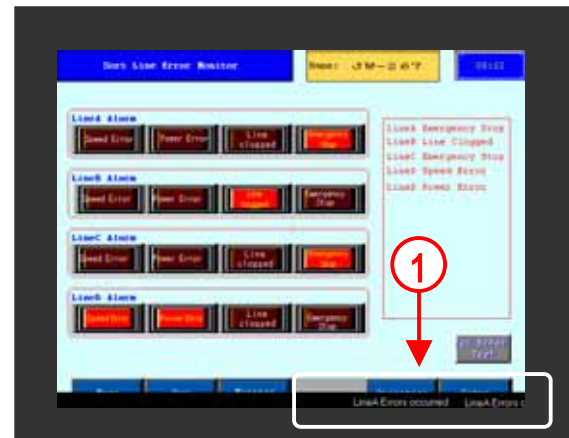 Sort Line Error Monitor
Name: JW-267
LineA Alarm
Speed Error
Power Error
Line clogged
Emergency Stop
LineA Emergency Stop
LineB Line Clogged
LineC Emergency Stop
LineD Speed Error
LineD Power Error
LineB Alarm
Speed Error
Power Error
Line clogged
Emergency Stop
LineC Alarm
Speed Error
Power Error
Line clogged
Emergency Stop
1
LineD Alarm
Speed Error
Power Error
Line clogged
Emergency Stop
Error
Text
LineA Errors occurred LineA Errors